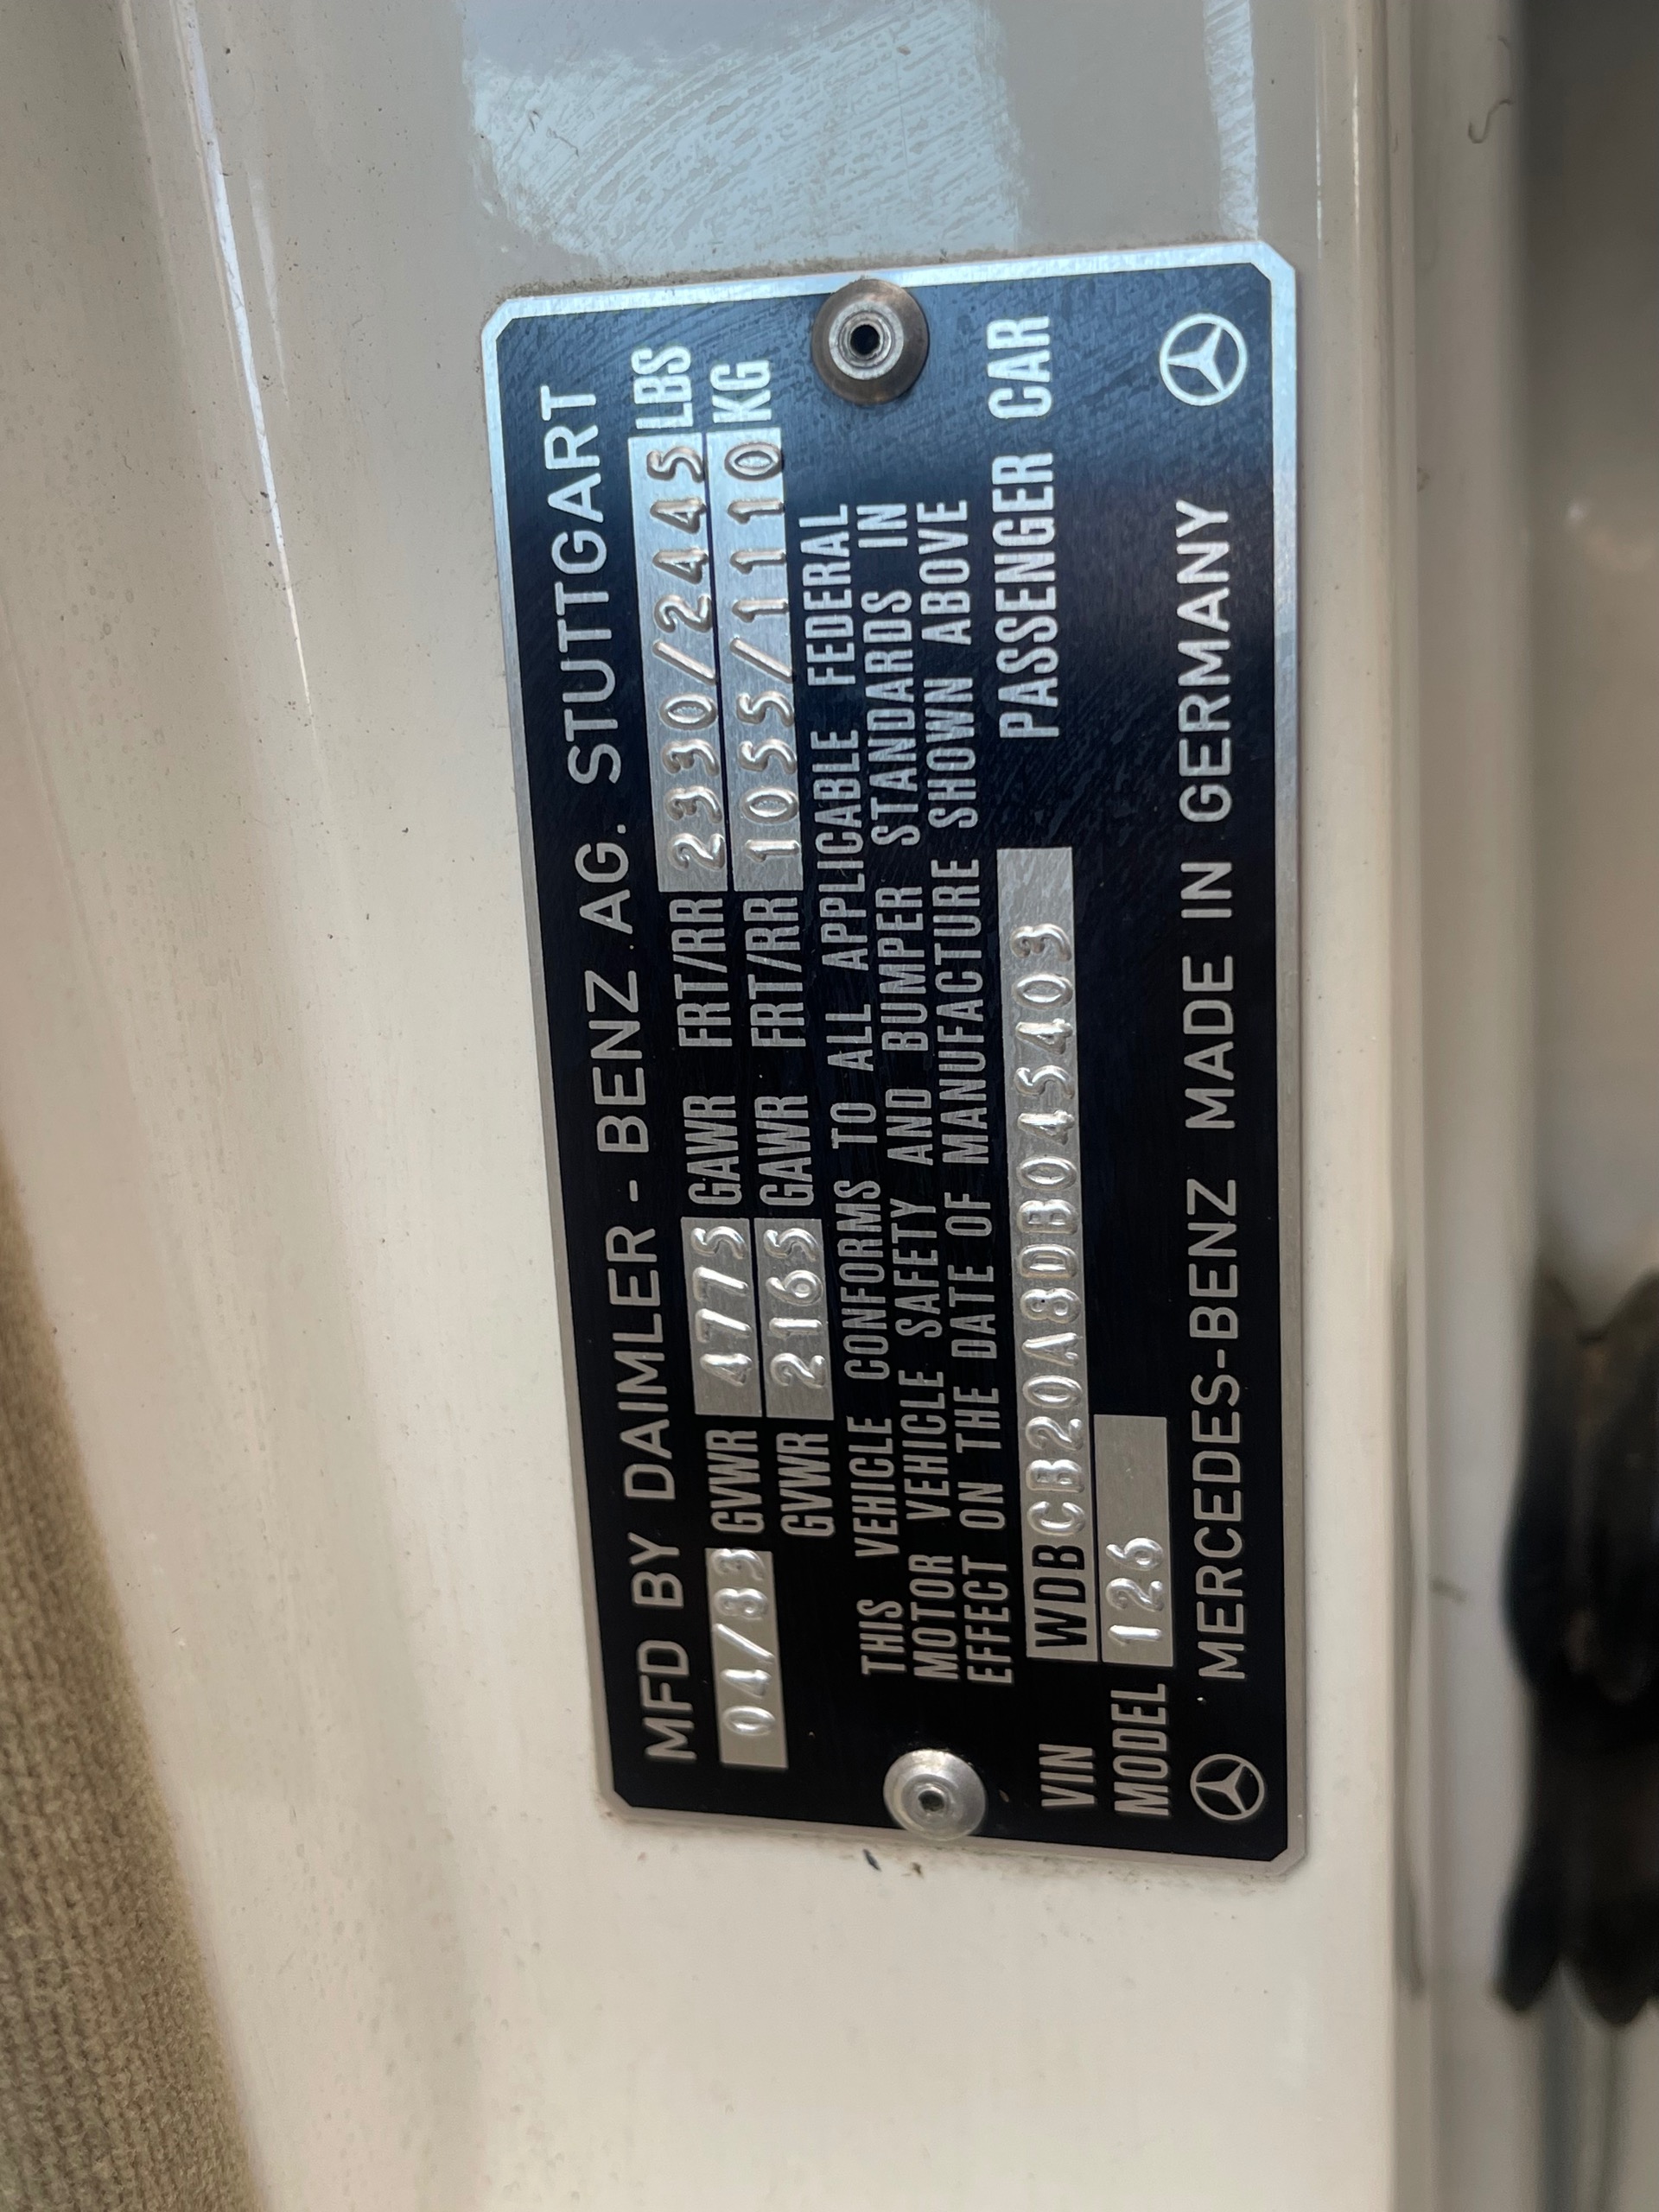 MFD BY DAIMLER - BENZ AG. STUTTGART
04/83 GVWR 4775 GAWR FRT/RR 2330/2445 LBS
GVWR 2165 GAWR FRT/RR 1055/1110 KG
THIS VEHICLE CONFORMS TO ALL APPLICABLE FEDERAL
MOTOR VEHICLE SAFETY AND BUMPER STANDARDS IN
EFFECT ON THE DATE OF MANUFACTURE SHOWN ABOVE
VIN WDBCB20A8DB045403 PASSENGER CAR
MODEL 126
MERCEDES-BENZ MADE IN GERMANY